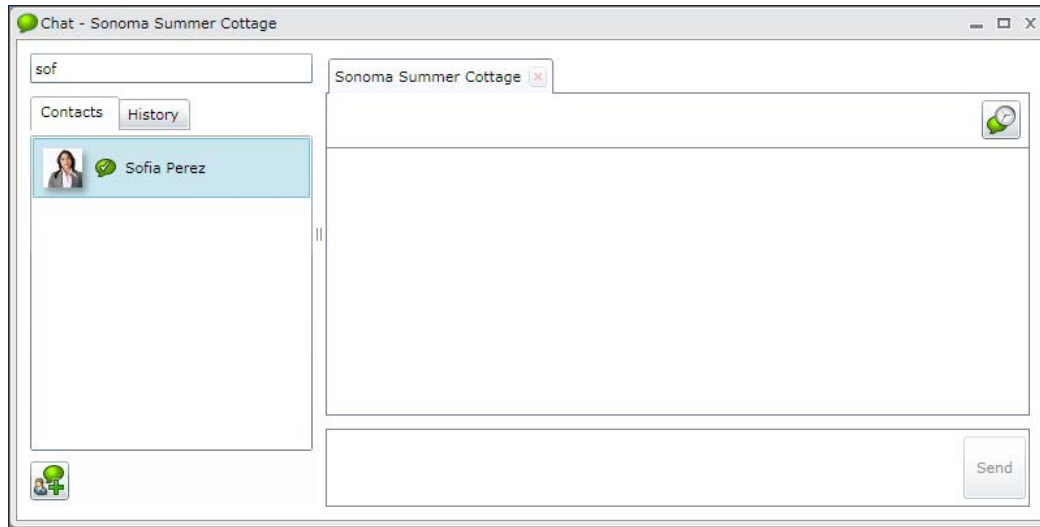 Chat - Sonoma Summer Cottage
sof
Contacts
History
Sofia Perez
Sonoma Summer Cottage
Send